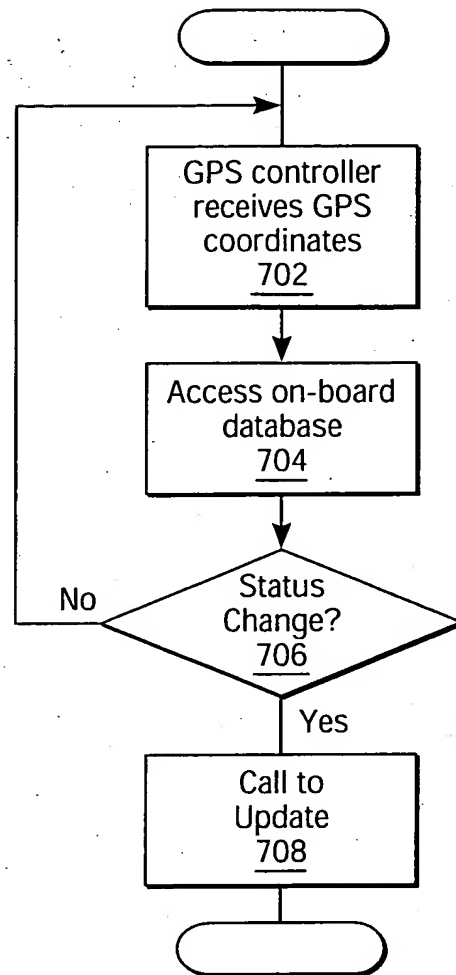 GPS controller
receives GPS
coordinates
702
Access on-board
database
704
Status
Change?
706
No
Yes
Call to
Update
708